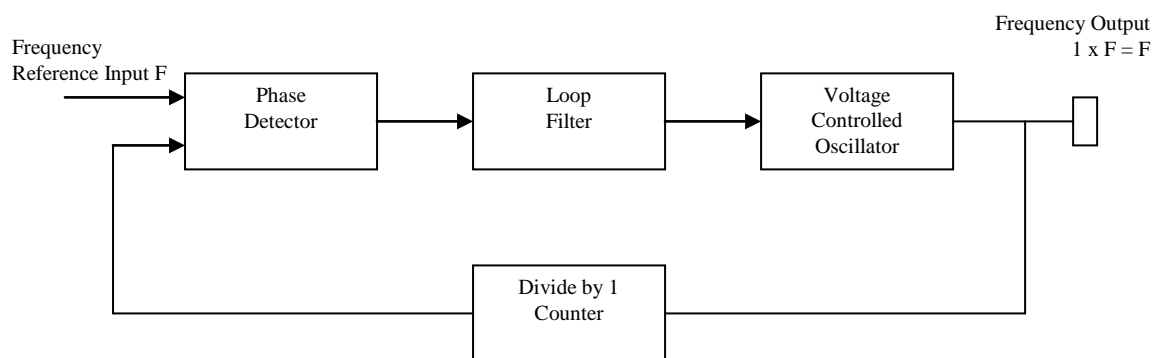 Frequency Output
1 x F = F
Frequency
Reference Input F
Phase
Detector
Loop
Filter
Voltage
Controlled
Oscillator
Divide by 1
Counter